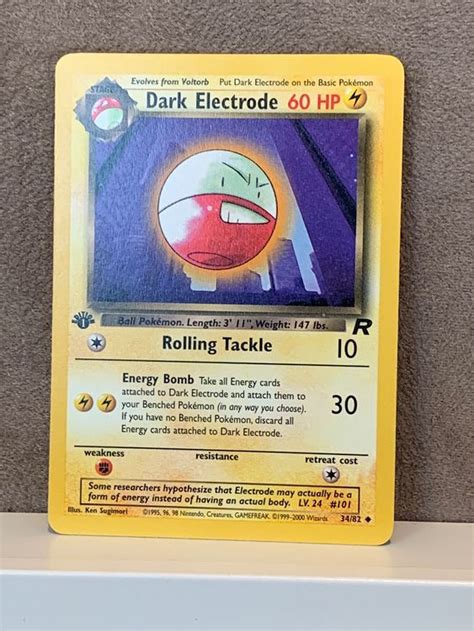 Evolves from Voltorb Put Dark Electrode on the Basic Pokémon
STAGE 1
Dark Electrode 60 HP
EDITION
1
Ball Pokémon. Length: 3' 11", Weight: 147 lbs.
R
Rolling Tackle 10
Energy Bomb Take all Energy cards
attached to Dark Electrode and attach them to
your Benched Pokémon (in any way you choose).
If you have no Benched Pokémon, discard all
Energy cards attached to Dark Electrode.
30
weakness resistance retreat cost
Some researchers hypothesize that Electrode may actually be a
form of energy instead of having an actual body. LV. 24 #101
Illus. Ken Sugimori ©1995, 96, 98 Nintendo, Creatures, GAMEFREAK. ©1999-2000 Wizards. 34/82